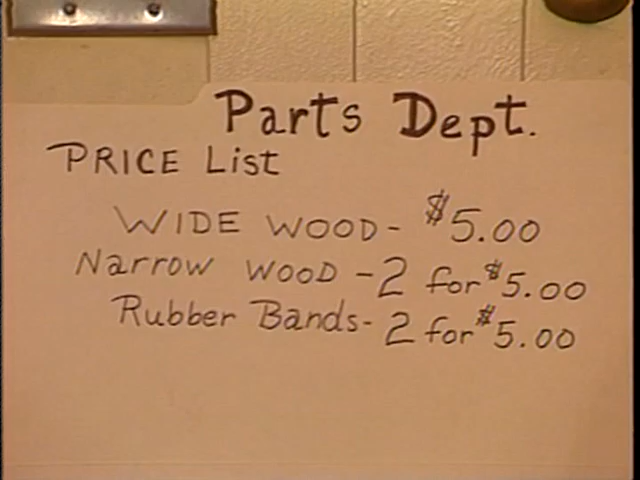 Parts Dept.
PRICE List
WIDE WOOD- $5.00
Narrow WOOD -2 for $5.00
Rubber Bands- 2 for $5.00